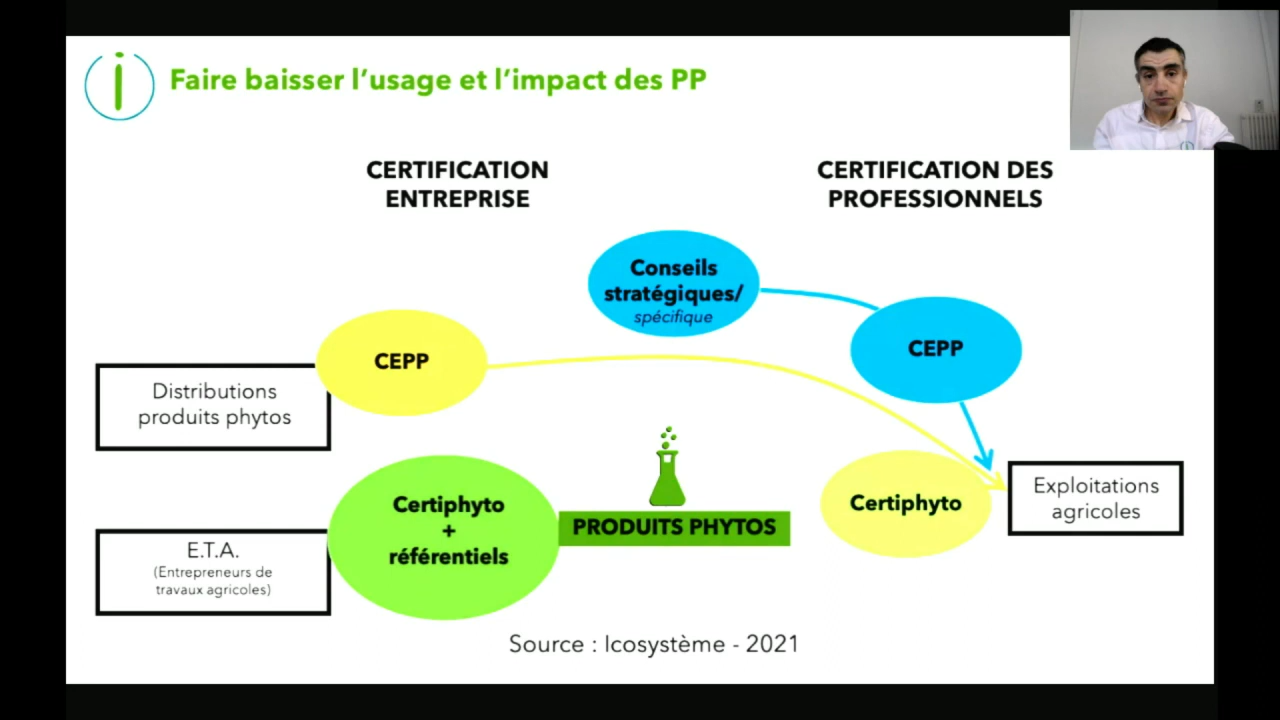 Faire baisser l'usage et l'impact des PP
CERTIFICATION
ENTREPRISE
CERTIFICATION DES
PROFESSIONNELS
Conseils
stratégiques/
spécifique
CEPP
CEPP
Distributions
produits phytos
Certiphyto
+
référentiels
PRODUITS PHYTOS
Certiphyto
Exploitations
agricoles
E.T.A.
(Entrepreneurs de
travaux agricoles)
Source : Icosystème - 2021